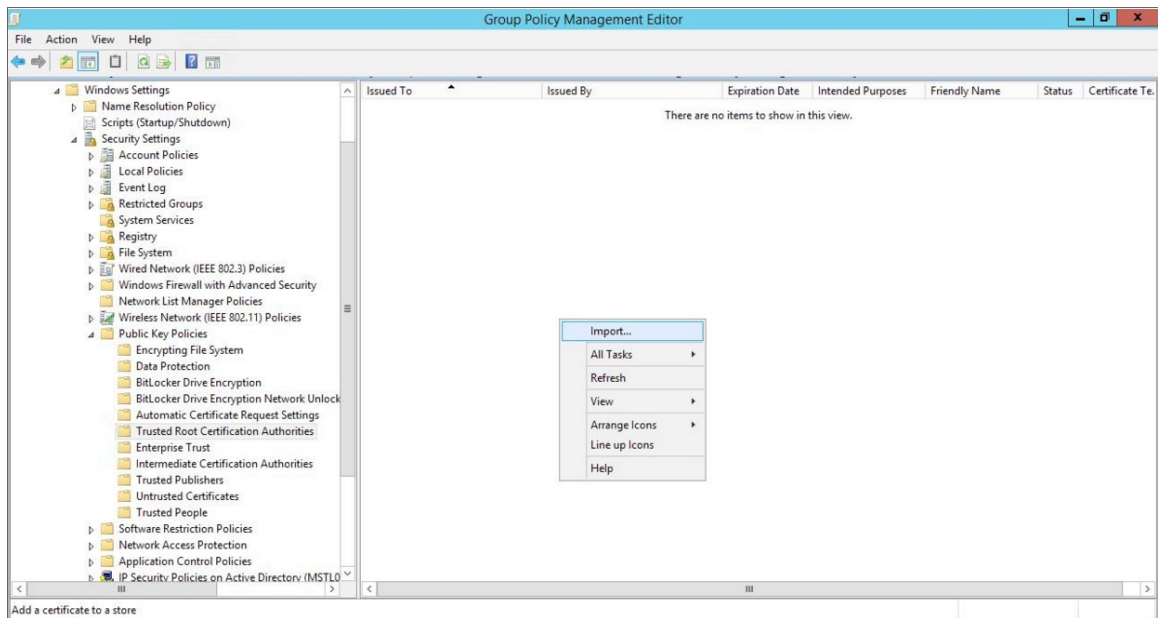 Group Policy Management Editor
File Action View Help
Windows Settings
Name Resolution Policy
Scripts (Startup/Shutdown)
Security Settings
Account Policies
Local Policies
Event Log
Restricted Groups
System Services
Registry
File System
Wired Network (IEEE 802.3) Policies
Windows Firewall with Advanced Security
Network List Manager Policies
Wireless Network (IEEE 802.11) Policies
Public Key Policies
Encrypting File System
Data Protection
BitLocker Drive Encryption
BitLocker Drive Encryption Network Unlock
Automatic Certificate Request Settings
Trusted Root Certification Authorities
Enterprise Trust
Intermediate Certification Authorities
Trusted Publishers
Untrusted Certificates
Trusted People
Software Restriction Policies
Network Access Protection
Application Control Policies
IP Security Policies on Active Directory (MSTL0
Issued To Issued By Expiration Date Intended Purposes Friendly Name Status Certificate Te.
There are no items to show in this view.
Import...
All Tasks
Refresh
View
Arrange Icons
Line up Icons
Help
Add a certificate to a store